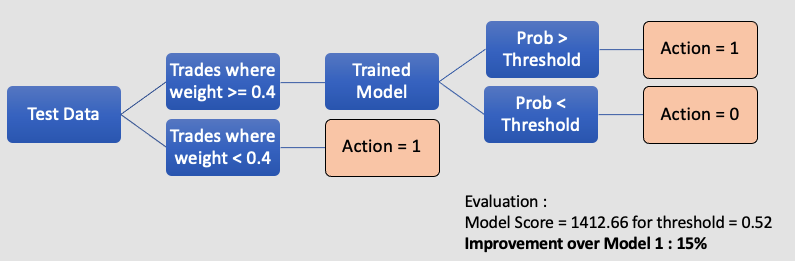 Test Data
Trades where
weight >= 0.4
Trades where
weight < 0.4
Trained
Model
Action = 1
Prob >
Threshold
Prob <
Threshold
Action = 1
Action = 0
Evaluation :
Model Score = 1412.66 for threshold = 0.52
Improvement over Model 1 : 15%